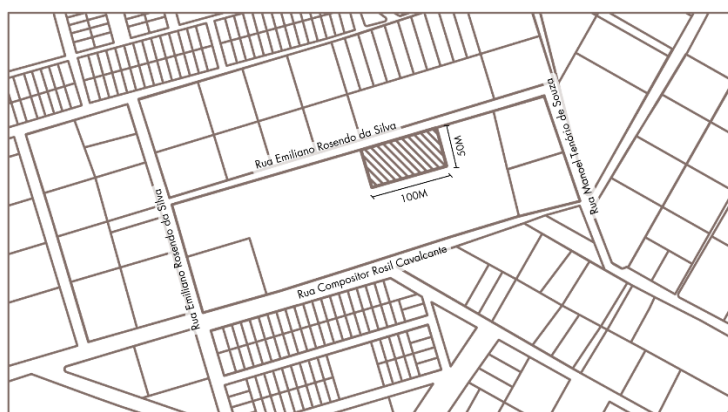 Rua Emiliano Rosendo da Silva
Rua Manoel Tenório de Souza
50M
100M
Rua Emiliano Rosendo da Silva
Rua Compositor Rosil Cavalcante